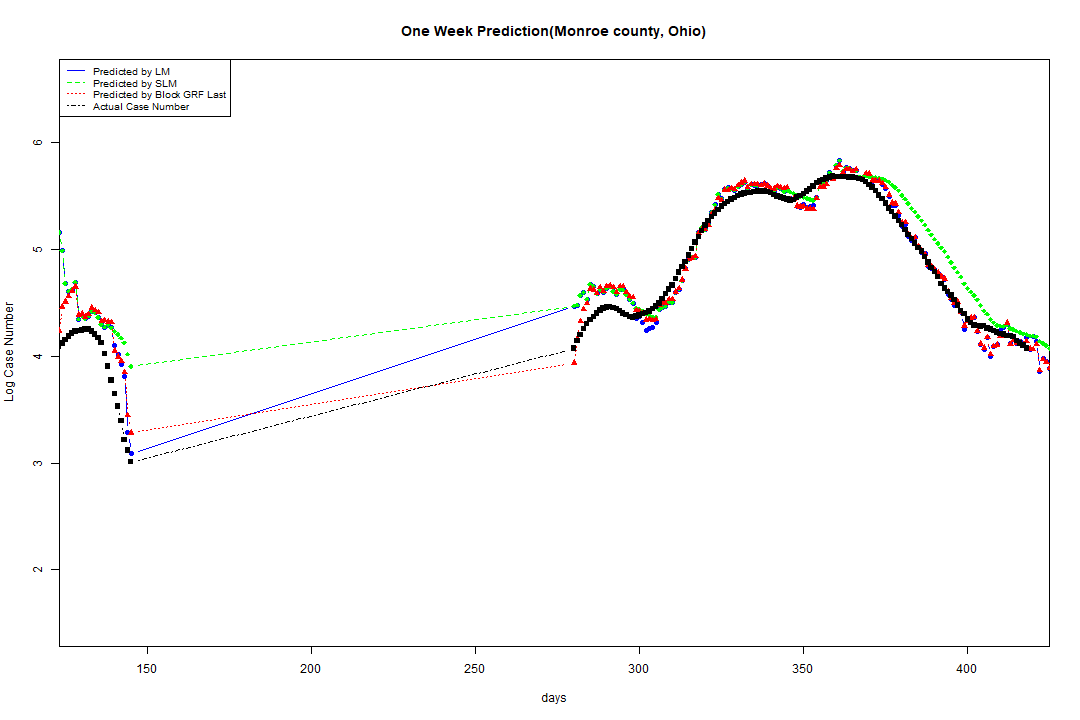 One Week Prediction(Monroe county, Ohio)
Predicted by LM
Predicted by SLM
Predicted by Block GRF Last
Actual Case Number
Log Case Number
6
5
4
3
2
150 200 250 300 350 400
days